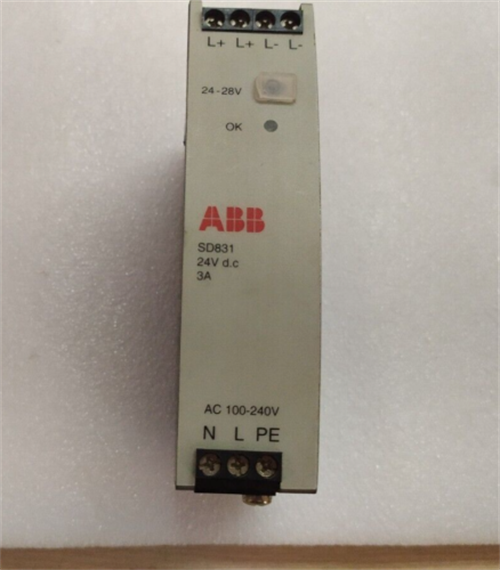 L+ L+ L- L-
24-28V
OK
ABB
SD831
24V d.c
3A
AC 100-240V
N L PE